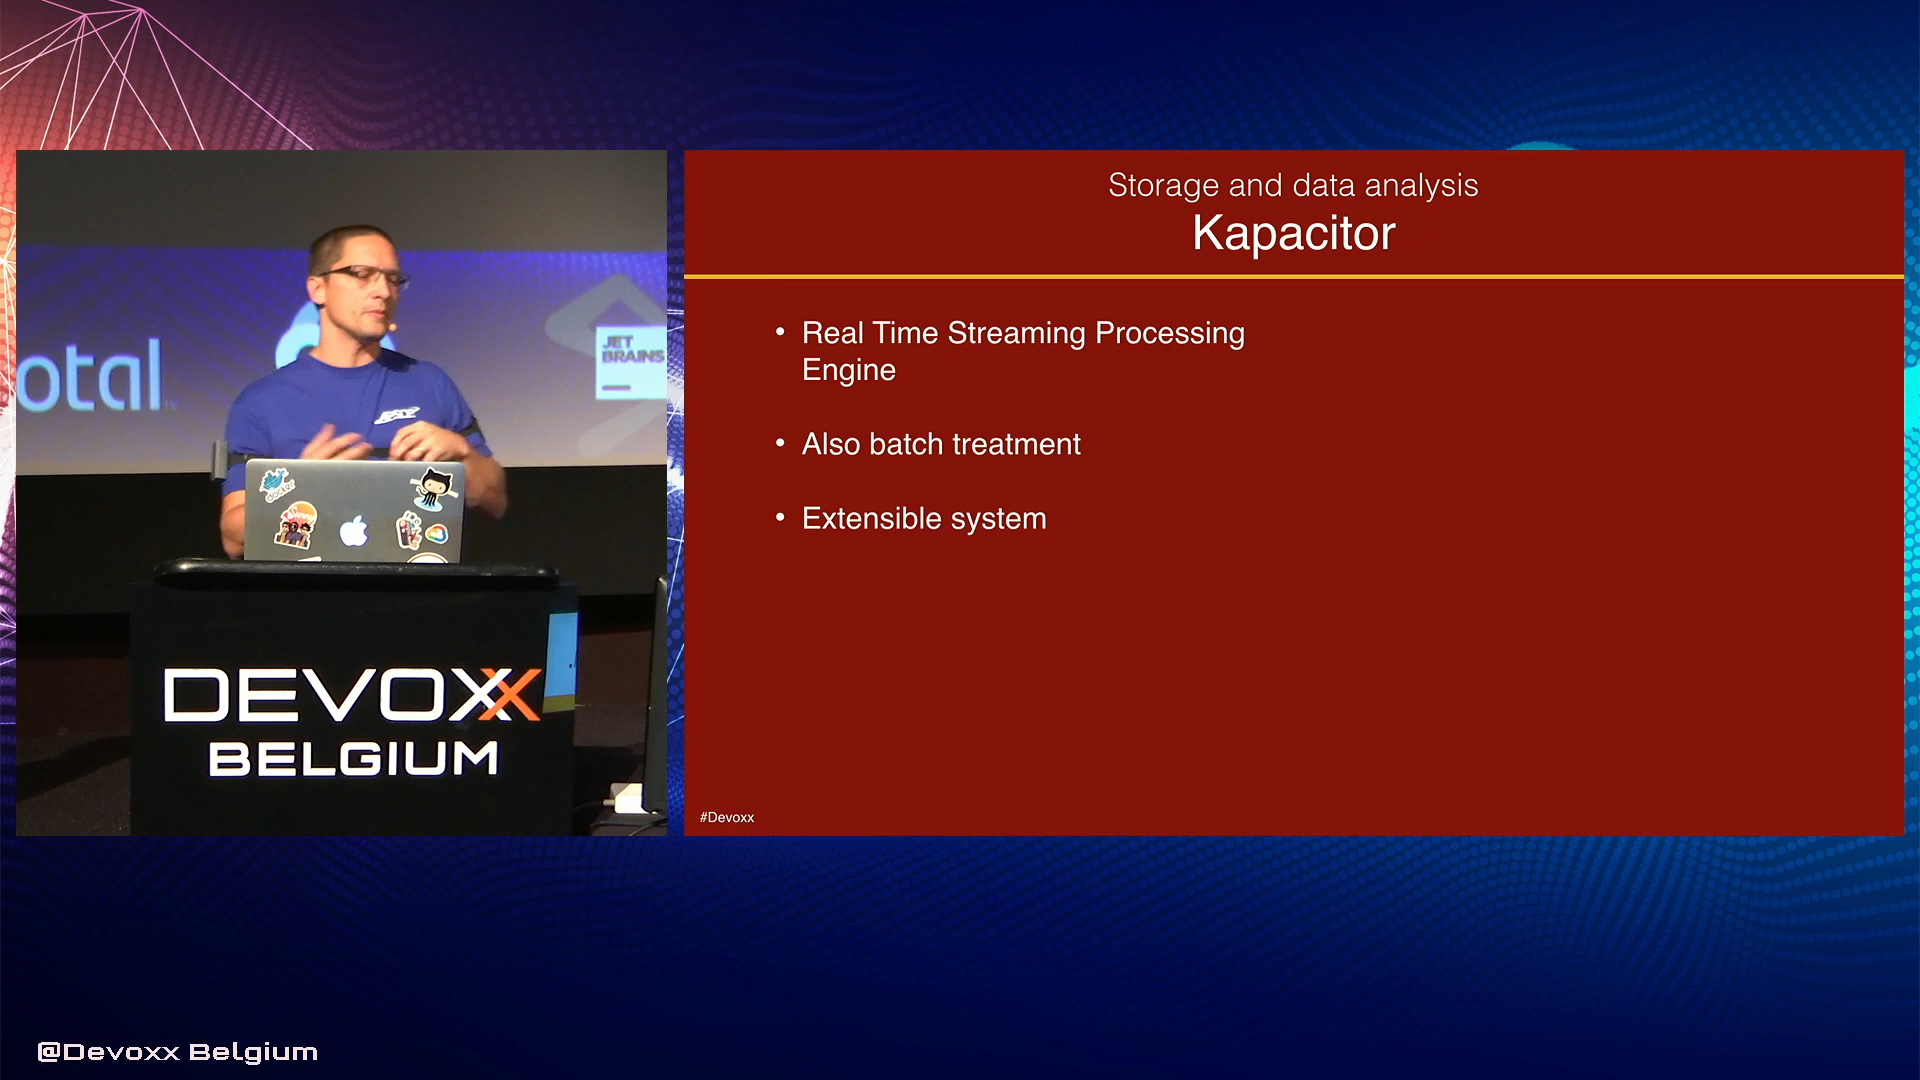 Storage and data analysis
Kapacitor
• Real Time Streaming Processing
Engine
• Also batch treatment
• Extensible system
#Devoxx
otal
JET
BRAINS
docker
DEVOXX
BELGIUM
@Devoxx Belgium